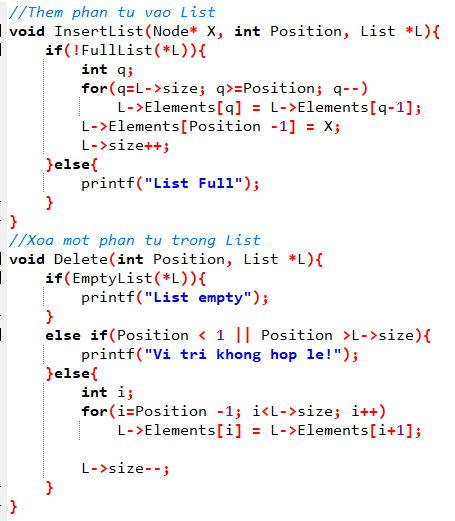 //Them phan tu vao List
void InsertList(Node* X, int Position, List *L){
    if(!FullList(*L)){
        int q;
        for(q=L->size; q>=Position; q--)
            L->Elements[q] = L->Elements[q-1];
        L->Elements[Position -1] = X;
        L->size++;
    }else{
        printf("List Full");
    }
}
//Xoa mot phan tu trong List
void Delete(int Position, List *L){
    if(EmptyList(*L)){
        printf("List empty");
    }
    else if(Position < 1 || Position >L->size){
        printf("Vi tri khong hop le!");
    }else{
        int i;
        for(i=Position -1; i<L->size; i++)
            L->Elements[i] = L->Elements[i+1];

        L->size--;
    }
}